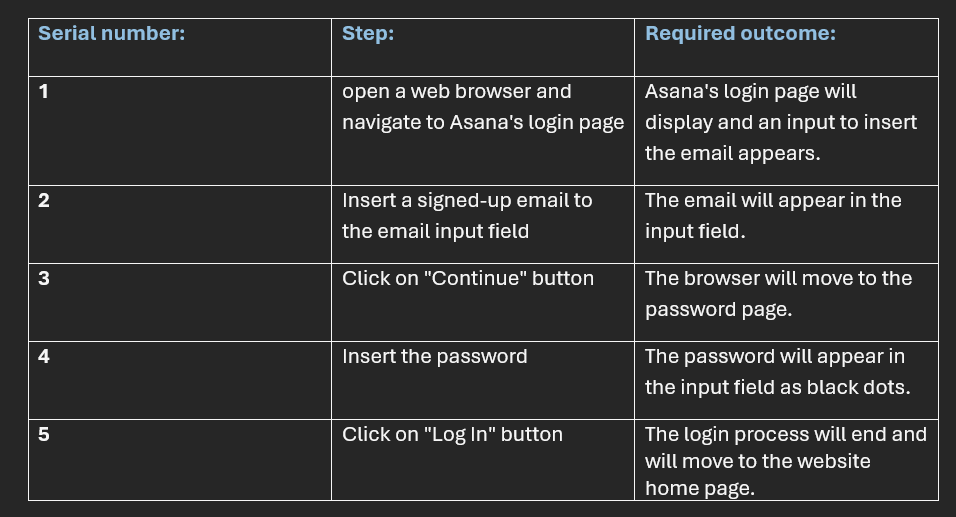 Serial number:
Step:
Required outcome:
1
open a web browser and
navigate to Asana's login page
Asana's login page will
display and an input to insert
the email appears.
2
Insert a signed-up email to
the email input field
The email will appear in the
input field.
3
Click on "Continue" button
The browser will move to the
password page.
4
Insert the password
The password will appear in
the input field as black dots.
5
Click on "Log In" button
The login process will end and
will move to the website
home page.